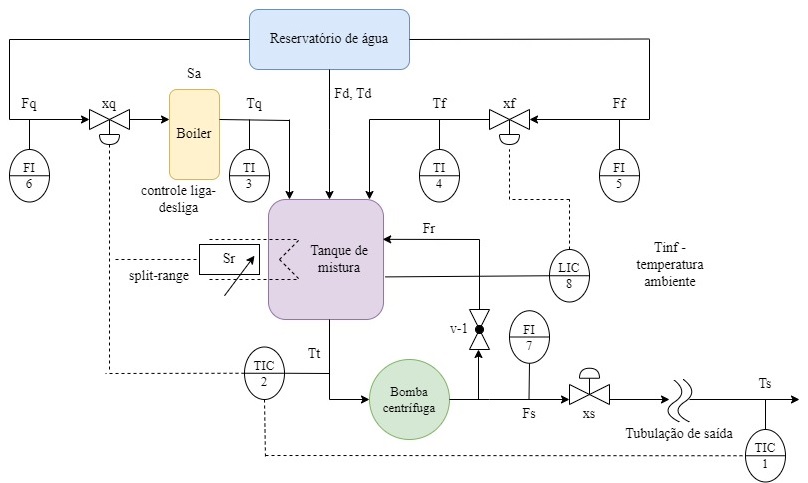 Reservatório de água
Sa
Fq
xq
Boiler
Tq
Fd, Td
Tf
xf
Ff
FI
6
TI
3
TI
4
FI
5
controle liga-
desliga
Fr
Tanque de
mistura
Sr
split-range
LIC
8
Tinf -
temperatura
ambiente
v-1
FI
7
Tt
TIC
2
Bomba
centrífuga
Fs
xs
Ts
Tubulação de saída
TIC
1